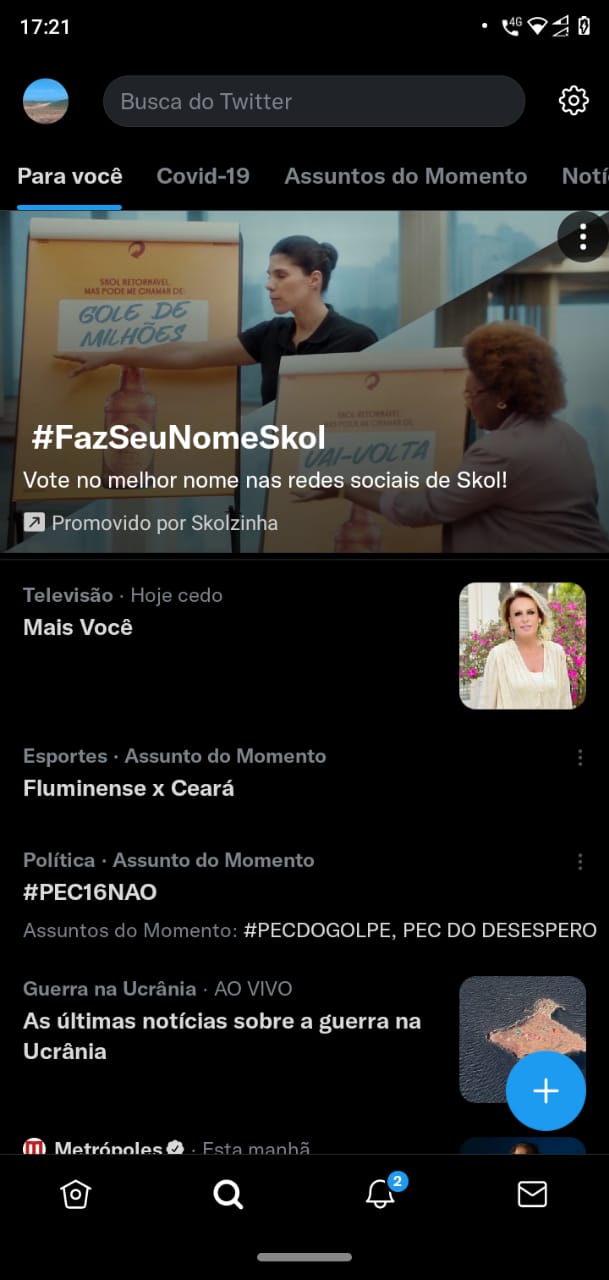 17:21
4G
Busca do Twitter
Para você
Covid-19
Assuntos do Momento
Notí
SKOL RETORNÁVEL,
MAS PODE ME CHAMAR DE:
GOLE DE
MILHÕES
SKOL RETORNÁVEL,
MAS PODE ME CHAMAR DE:
VAI-VOLTA
#FazSeuNomeSkol
Vote no melhor nome nas redes sociais de Skol!
Promovido por Skolzinha
Televisão · Hoje cedo
Mais Você
Esportes · Assunto do Momento
Fluminense x Ceará
Política · Assunto do Momento
#PEC16NAO
Assuntos do Momento: #PECDOGOLPE, PEC DO DESESPERO
Guerra na Ucrânia · AO VIVO
As últimas notícias sobre a guerra na
Ucrânia
Metrópoles · Esta manhã
2